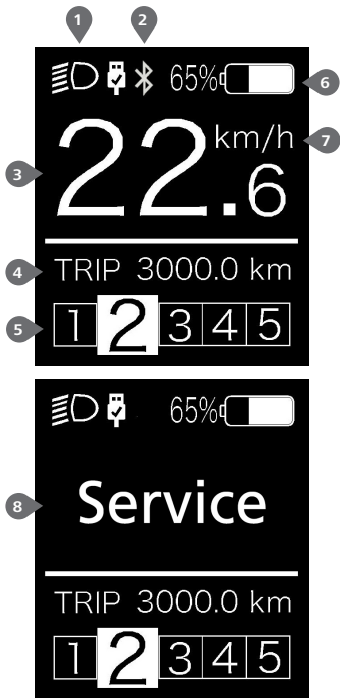 1 2
65%
6
22.6 km/h
7
3
4 TRIP 3000.0 km
5 1 2 3 4 5
65%
8 Service
TRIP 3000.0 km
1 2 3 4 5